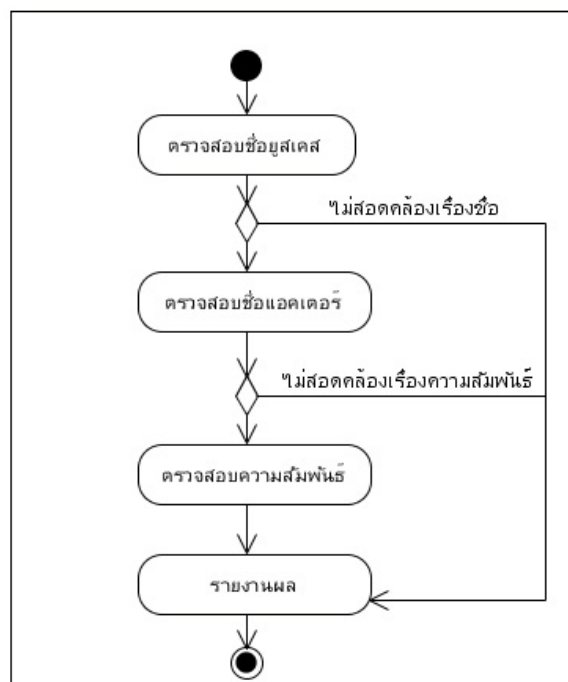 ตรวจสอบชื่อยูสเคส
ไม่สอดคล้องเรื่องชื่อ
ตรวจสอบชื่อแอคเตอร์
ไม่สอดคล้องเรื่องความสัมพันธ์
ตรวจสอบความสัมพันธ์
รายงานผล